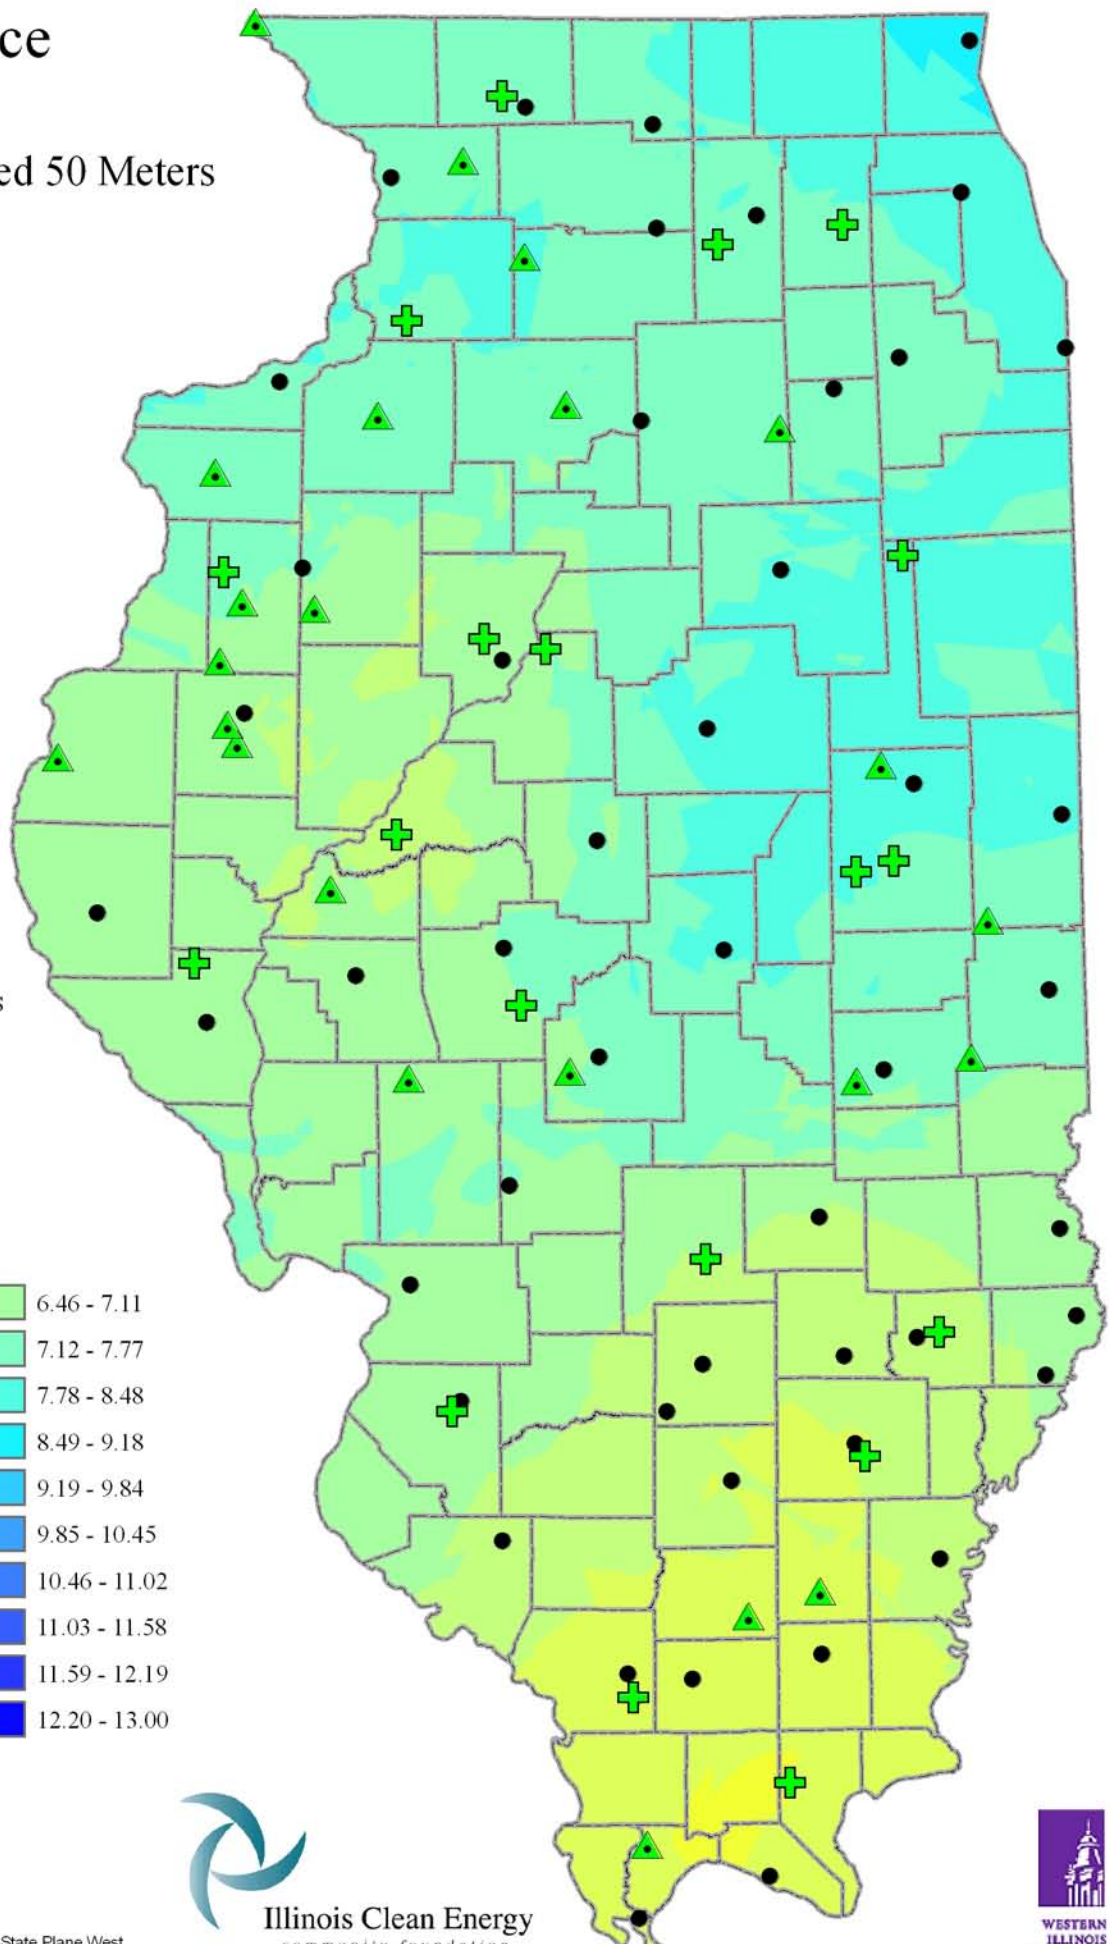 ce
ed 50 Meters
s
6.46 - 7.11
7.12 - 7.77
7.78 - 8.48
8.49 - 9.18
9.19 - 9.84
9.85 - 10.45
10.46 - 11.02
11.03 - 11.58
11.59 - 12.19
12.20 - 13.00
Illinois Clean Energy
community foundation
WESTERN
ILLINOIS
State Plane West